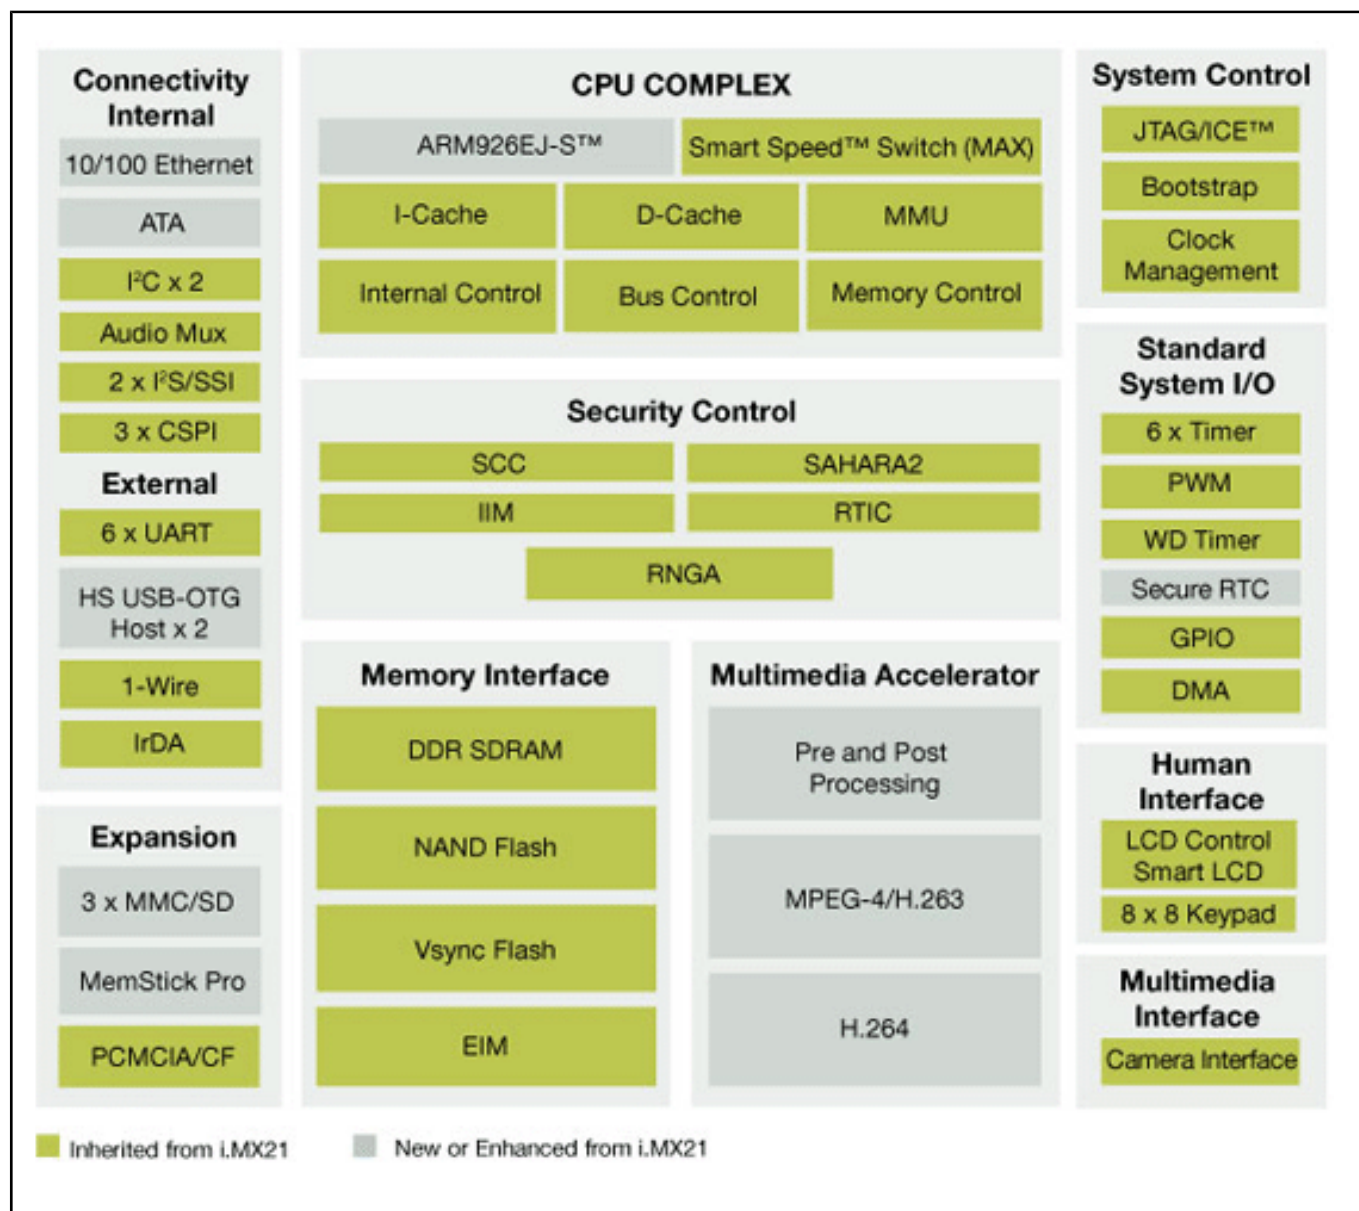 Connectivity
Internal
10/100 Ethernet
ATA
I²C x 2
Audio Mux
2 x I²S/SSI
3 x CSPI
External
6 x UART
HS USB-OTG
Host x 2
1-Wire
IrDA
Expansion
3 x MMC/SD
MemStick Pro
PCMCIA/CF
CPU COMPLEX
ARM926EJ-S™
Smart Speed™ Switch (MAX)
I-Cache
D-Cache
MMU
Internal Control
Bus Control
Memory Control
Security Control
SCC
SAHARA2
IIM
RTIC
RNGA
Memory Interface
DDR SDRAM
NAND Flash
Vsync Flash
EIM
Multimedia Accelerator
Pre and Post
Processing
MPEG-4/H.263
H.264
System Control
JTAG/ICE™
Bootstrap
Clock
Management
Standard
System I/O
6 x Timer
PWM
WD Timer
Secure RTC
GPIO
DMA
Human
Interface
LCD Control
Smart LCD
8 x 8 Keypad
Multimedia
Interface
Camera Interface
Inherited from i.MX21
New or Enhanced from i.MX21